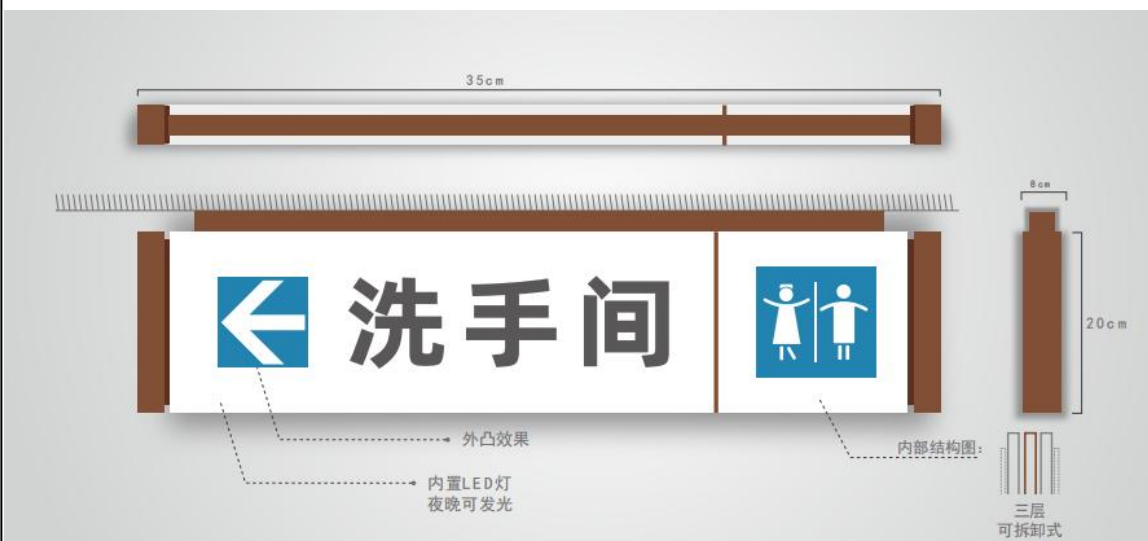 35cm
8cm
洗手间
20cm
外凸效果
内部结构图：
内置LED灯
夜晚可发光
三层
可拆卸式